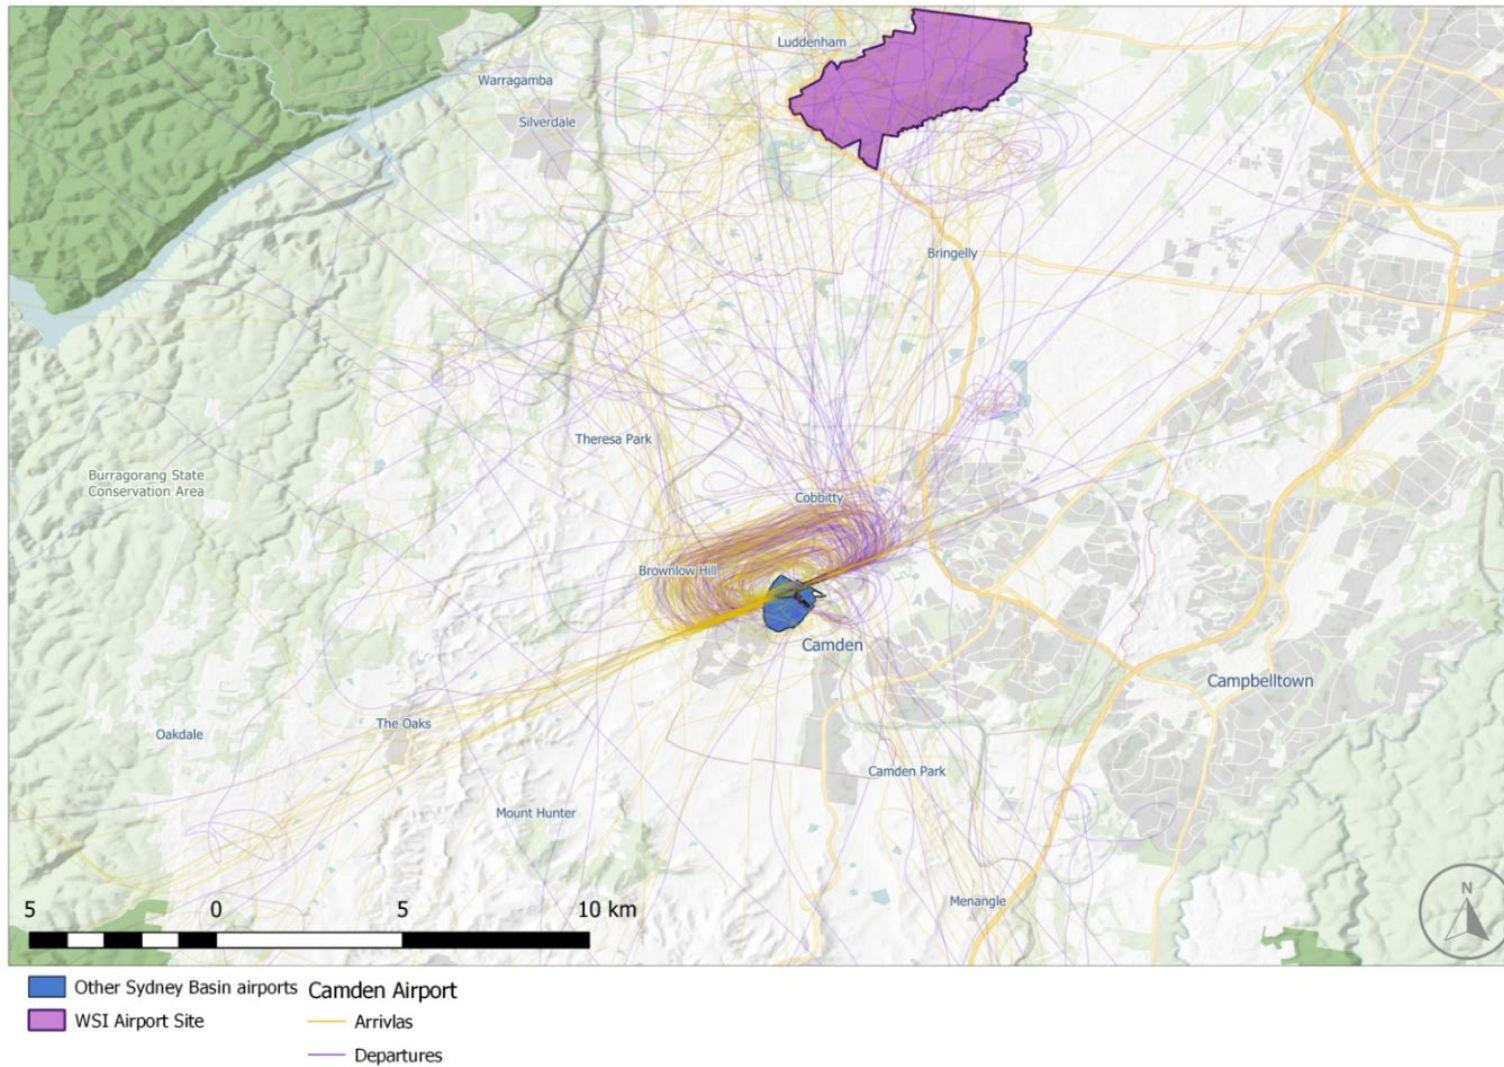 Luddenham
Warragamba
Silverdale
Bringelly
Theresa Park
Burragorang State
Conservation Area
Cobbitty
Brownlow Hill
Camden
Campbelltown
The Oaks
Oakdale
Camden Park
Mount Hunter
Menangle
N
5 0 5 10 km
Other Sydney Basin airports
WSI Airport Site
Camden Airport
Arrivlas
Departures